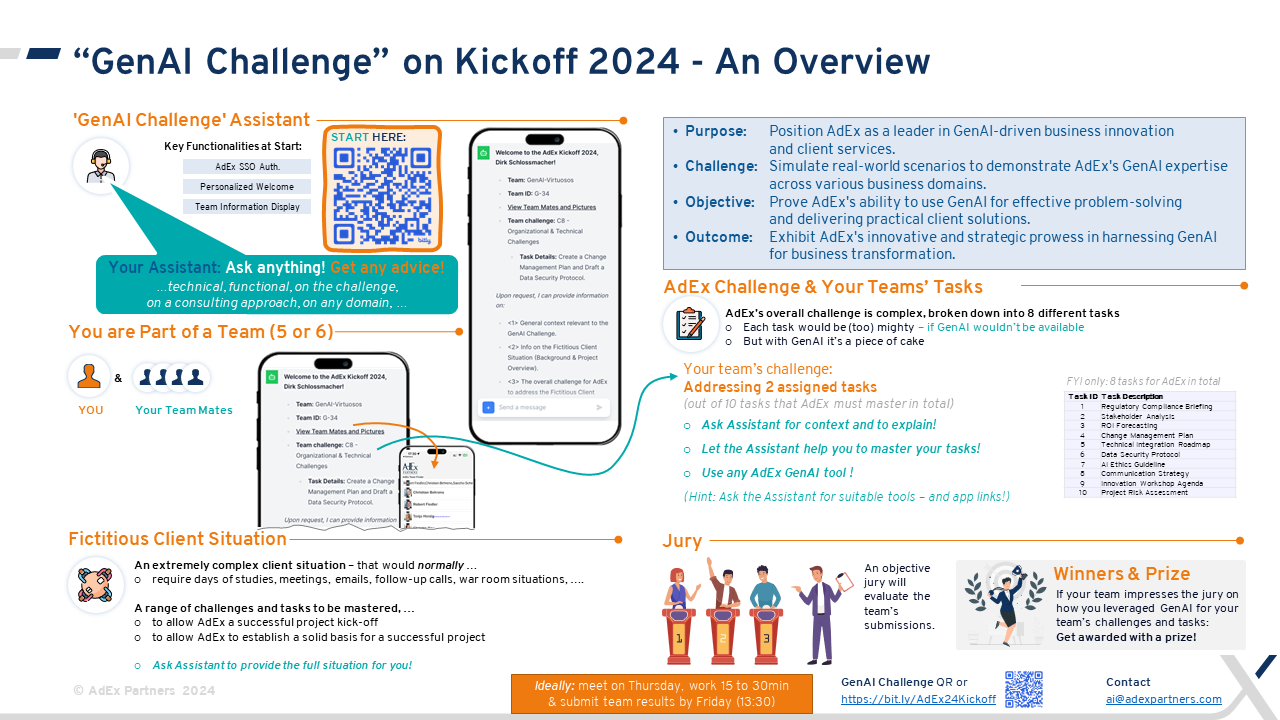 “GenAI Challenge” on Kickoff 2024 - An Overview
'GenAI Challenge' Assistant
Key Functionalities at Start:
AdEx SSO Auth.
Personalized Welcome
Team Information Display
START HERE:
bitly
Your Assistant: Ask anything! Get any advice!
...technical, functional, on the challenge,
on a consulting approach, on any domain, ...
Welcome to the AdEx Kickoff 2024,
Dirk Schlossmacher!
Team: GenAI-Virtuosos
Team ID: G-34
View Team Mates and Pictures
Team challenge: C8 -
Organizational & Technical
Challenges
Task Details: Create a Change
Management Plan and Draft a
Data Security Protocol.
Upon request, I can provide information
on:
<1> General context relevant to the
GenAI Challenge.
<2> Info on the Fictitious Client
Situation (Background & Project
Overview).
<3> The overall challenge for AdEx
to address the Fictitious Client
Send a message
You are Part of a Team (5 or 6)
&
YOU
Your Team Mates
Welcome to the AdEx Kickoff 2024,
Dirk Schlossmacher!
Team: GenAI-Virtuosos
Team ID: G-34
View Team Mates and Pictures
Team challenge: C8 -
Organizational & Technical
Challenges
Task Details: Create a Change
Management Plan and Draft a
Data Security Protocol.
Upon request, I can provide information
AdEx
PARTNERS
Christian Behrens
Robert Fiedler
Fictitious Client Situation
An extremely complex client situation – that would normally ...
o require days of studies, meetings, emails, follow-up calls, war room situations, ....
A range of challenges and tasks to be mastered, ...
o to allow AdEx a successful project kick-off
o to allow AdEx to establish a solid basis for a successful project
o Ask Assistant to provide the full situation for you!
© AdEx Partners 2024
• Purpose: Position AdEx as a leader in GenAI-driven business innovation
and client services.
• Challenge: Simulate real-world scenarios to demonstrate AdEx's GenAI expertise
across various business domains.
• Objective: Prove AdEx's ability to use GenAI for effective problem-solving
and delivering practical client solutions.
• Outcome: Exhibit AdEx's innovative and strategic prowess in harnessing GenAI
for business transformation.
AdEx Challenge & Your Teams’ Tasks
AdEx’s overall challenge is complex, broken down into 8 different tasks
o Each task would be (too) mighty – if GenAI wouldn’t be available
o But with GenAI it’s a piece of cake
Your team’s challenge:
Addressing 2 assigned tasks
(out of 10 tasks that AdEx must master in total)
o Ask Assistant for context and to explain!
o Let the Assistant help you to master your tasks!
o Use any AdEx GenAI tool !
(Hint: Ask the Assistant for suitable tools – and app links!)
FYI only: 8 tasks for AdEx in total
Task ID Task Description
1 Regulatory Compliance Briefing
2 Stakeholder Analysis
3 ROI Forecasting
4 Change Management Plan
5 Technical Integration Roadmap
6 Data Security Protocol
7 AI Ethics Guideline
8 Communication Strategy
9 Innovation Workshop Agenda
10 Project Risk Assessment
Jury
1 2 3
An objective
jury will
evaluate the
team’s
submissions.
Winners & Prize
If your team impresses the jury on
how you leveraged GenAI for your
team’s challenges and tasks:
Get awarded with a prize!
Ideally: meet on Thursday, work 15 to 30min
& submit team results by Friday (13:30)
GenAI Challenge QR or
https://bit.ly/AdEx24Kickoff
Contact
ai@adexpartners.com